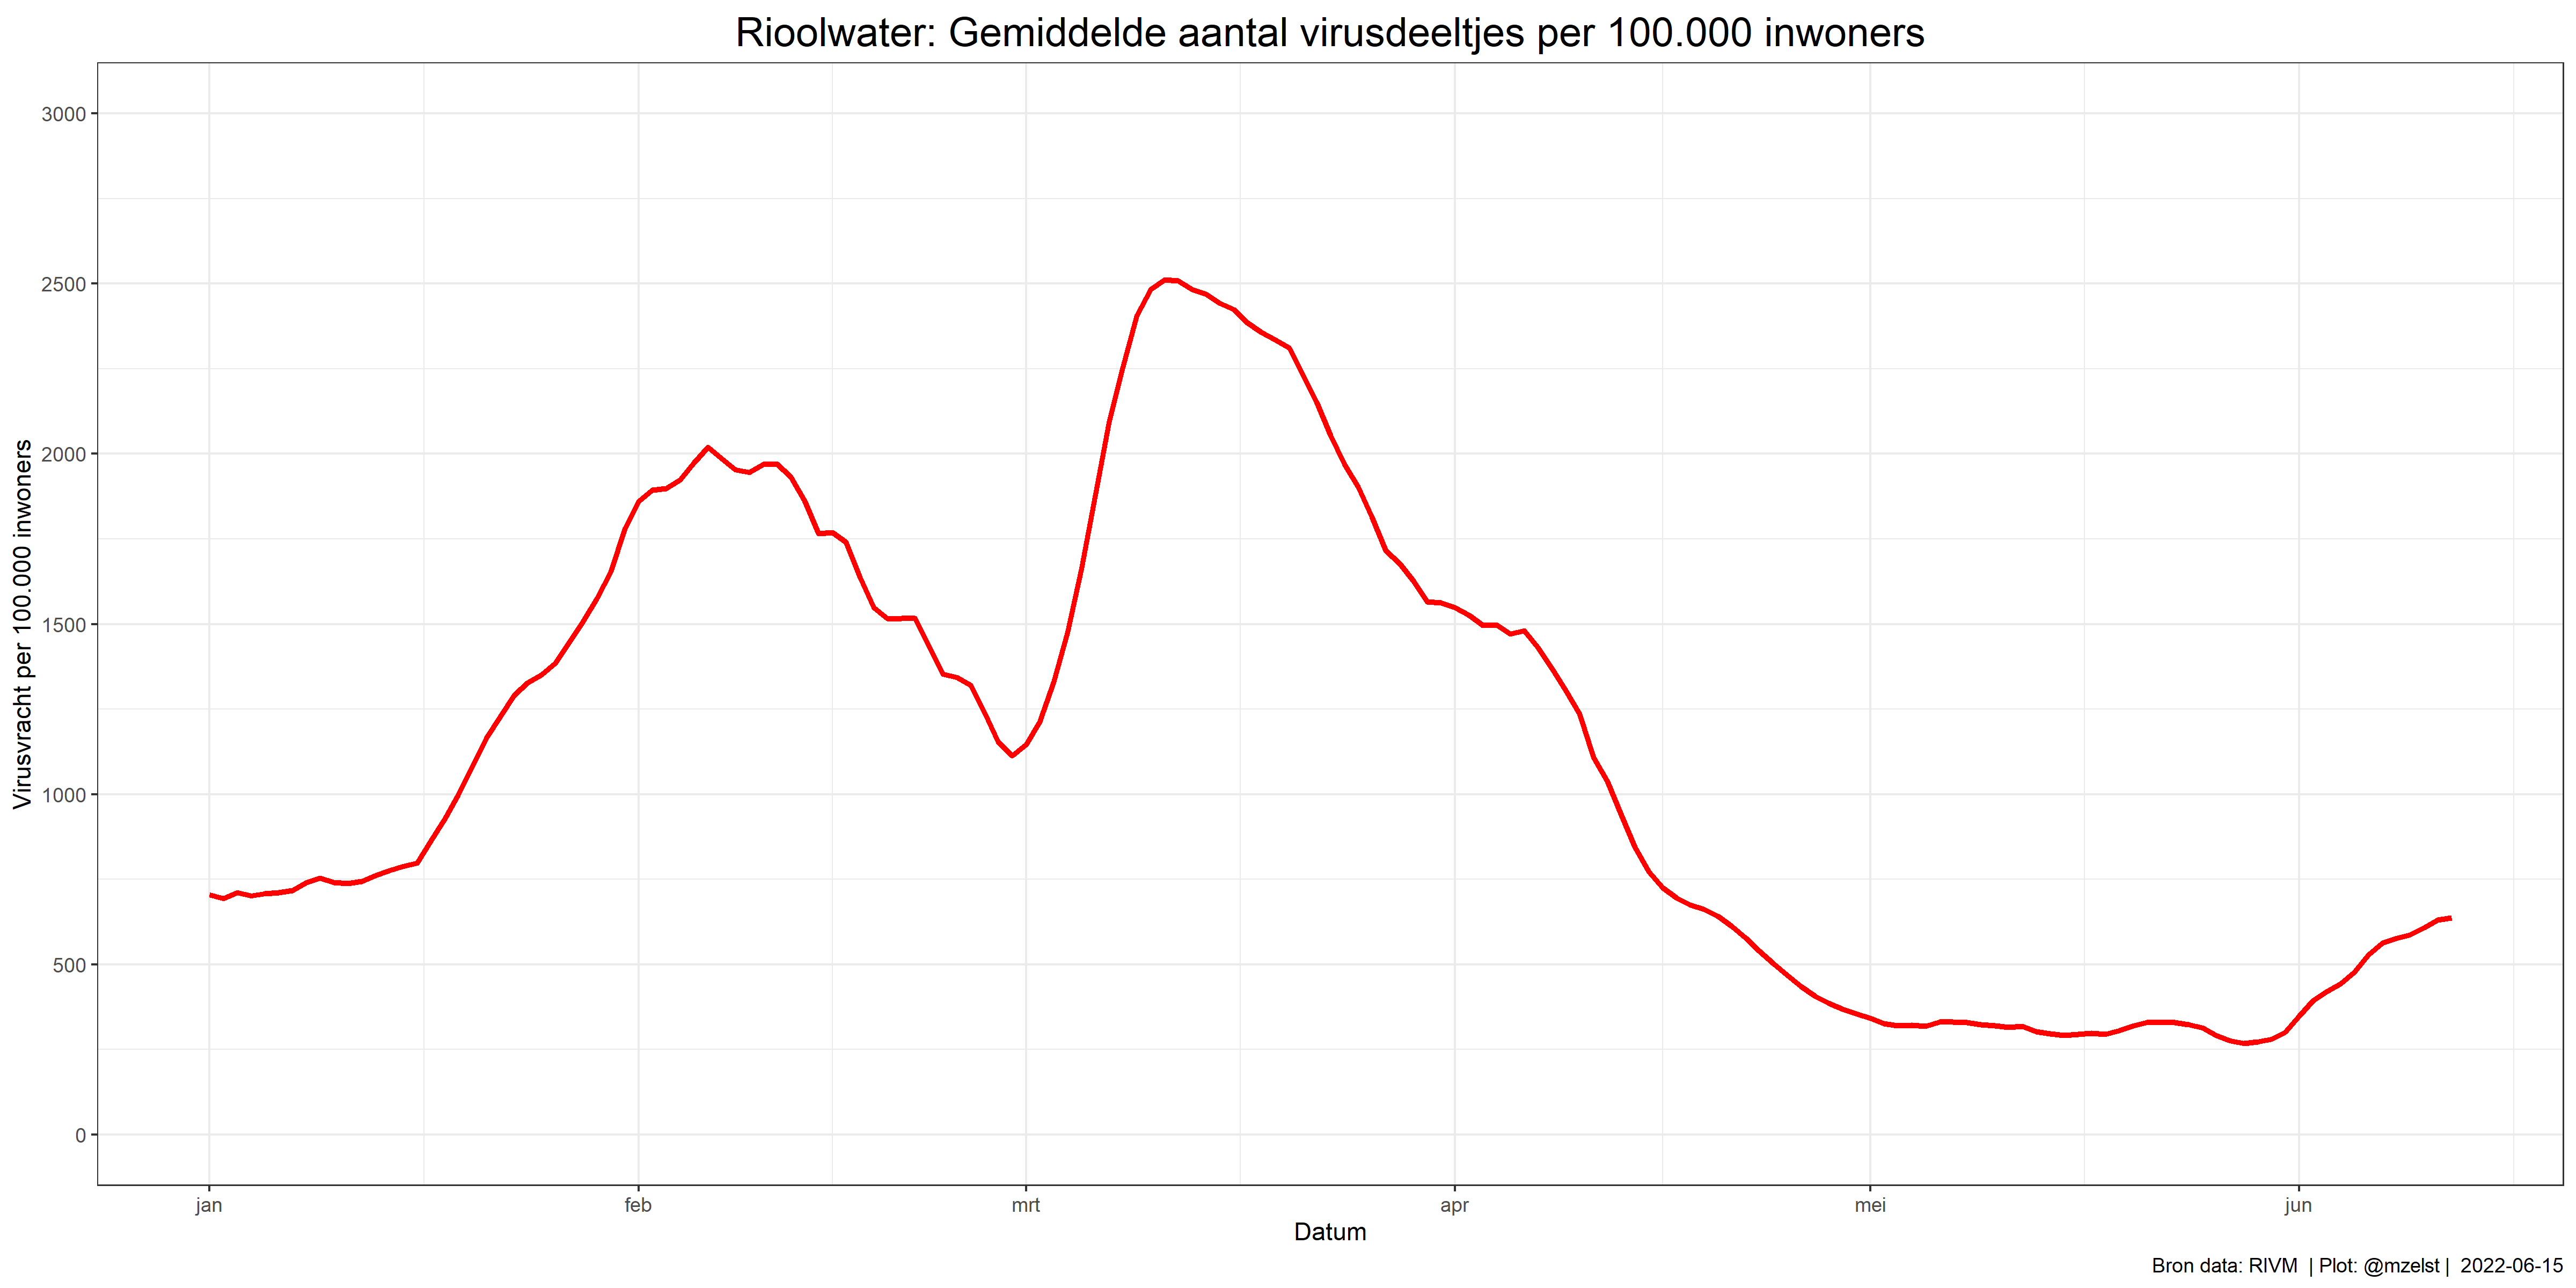 Rioolwater: Gemiddelde aantal virusdeeltjes per 100.000 inwoners
Virusvracht per 100.000 inwoners
3000
2500
2000
1500
1000
500
0
jan feb mrt apr mei jun
Datum
Bron data: RIVM | Plot: @mzelst | 2022-06-15